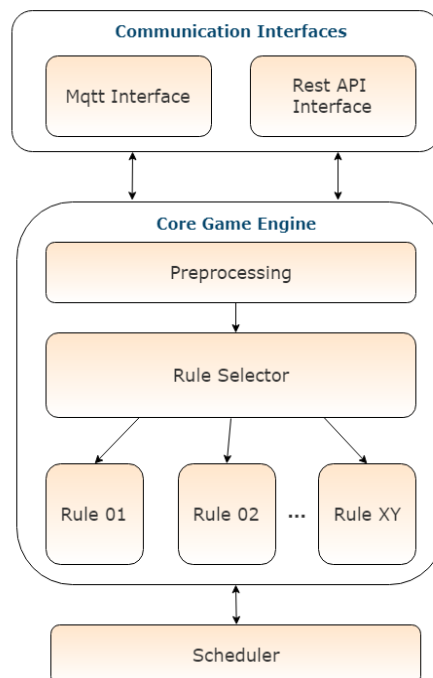 Communication Interfaces
Mqtt Interface
Rest API
Interface
Core Game Engine
Preprocessing
Rule Selector
Rule 01
Rule 02
...
Rule XY
Scheduler